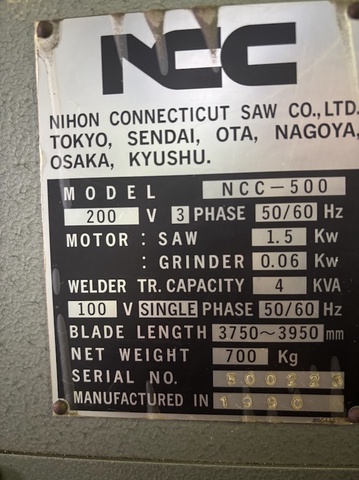 NCC
NIHON CONNECTICUT SAW CO.,LTD.
TOKYO, SENDAI, OTA, NAGOYA,
OSAKA, KYUSHU.
MODEL NCC-500
200 V 3 PHASE 50/60 Hz
MOTOR : SAW 1.5 Kw
: GRINDER 0.06 Kw
WELDER TR. CAPACITY 4 KVA
100 V SINGLE PHASE 50/60 Hz
BLADE LENGTH 3750~3950 mm
NET WEIGHT 700 Kg
SERIAL NO.
MANUFACTURED IN 1990